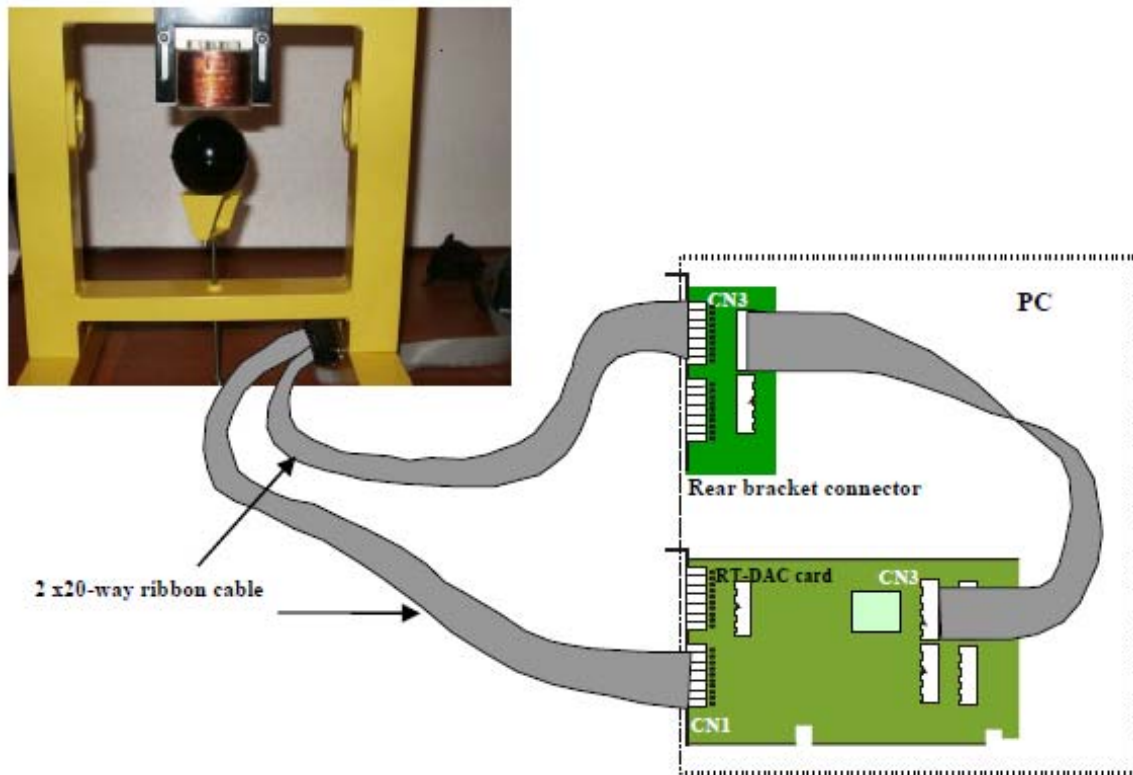 CN3
PC
Rear bracket connector
2 x20-way ribbon cable
RT-DAC card
CN3
CN1